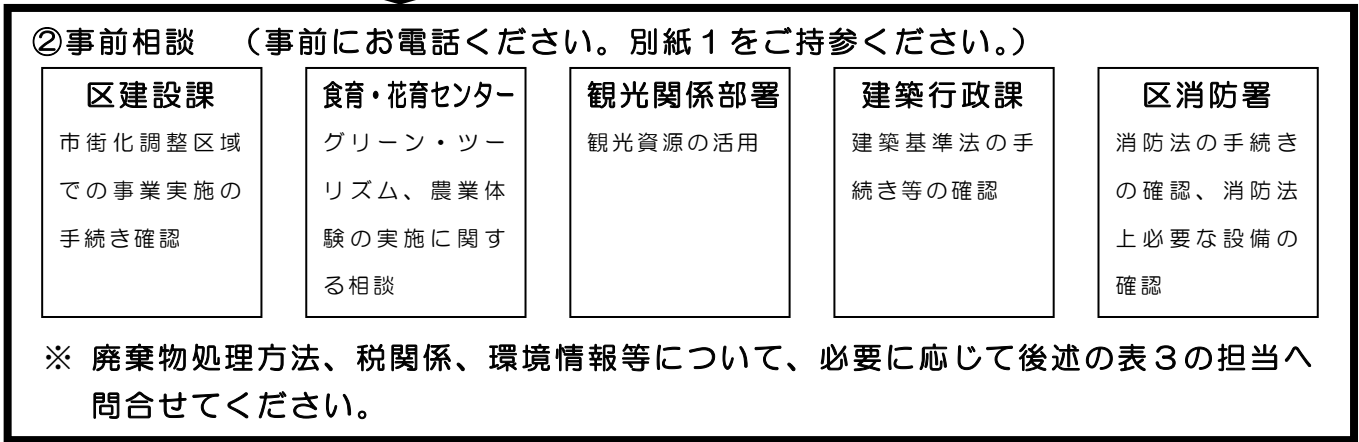 ②事前相談　（事前にお電話ください。別紙１をご持参ください。）
区建設課
市街化調整区域
での事業実施の
手続き確認
食育・花育センター
グリーン・ツー
リズム、農業体
験の実施に関す
る相談
観光関係部署
観光資源の活用
建築行政課
建築基準法の手
続き等の確認
区消防署
消防法の手続き
の確認、消防法
上必要な設備の
確認
※ 廃棄物処理方法、税関係、環境情報等について、必要に応じて後述の表３の担当へ
問合せてください。